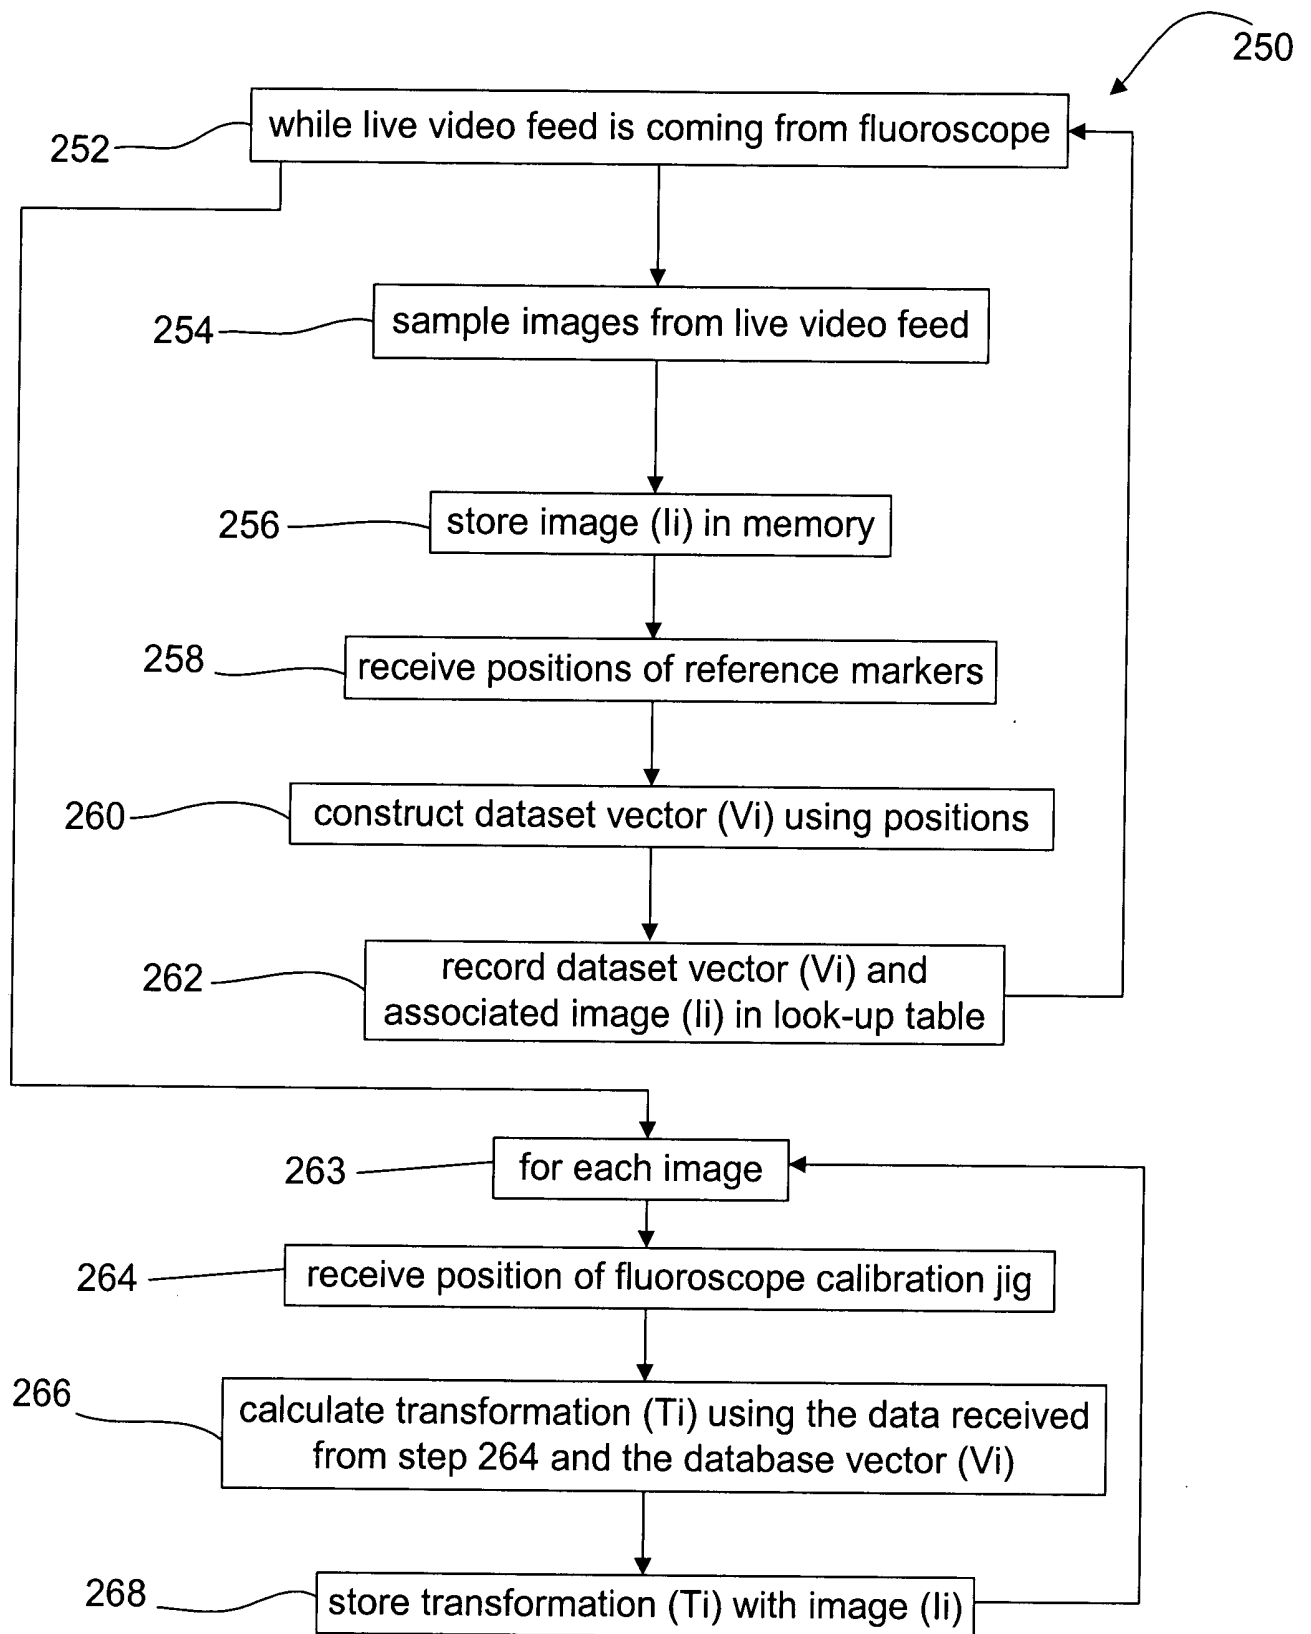 250
252
while live video feed is coming from fluoroscope
254
sample images from live video feed
256
store image (Ii) in memory
258
receive positions of reference markers
260
construct dataset vector (Vi) using positions
262
record dataset vector (Vi) and
associated image (Ii) in look-up table
263
for each image
264
receive position of fluoroscope calibration jig
266
calculate transformation (Ti) using the data received
from step 264 and the database vector (Vi)
268
store transformation (Ti) with image (Ii)